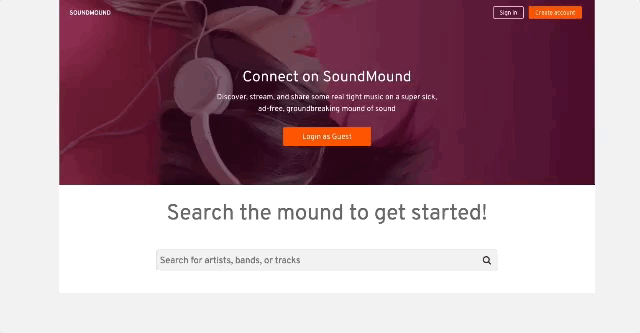 SOUNDMOUND
Sign in
Create account
Connect on SoundMound
Discover, stream, and share some real tight music on a super sick,
ad-free, groundbreaking mound of sound
Login as Guest
Search the mound to get started!
Search for artists, bands, or tracks